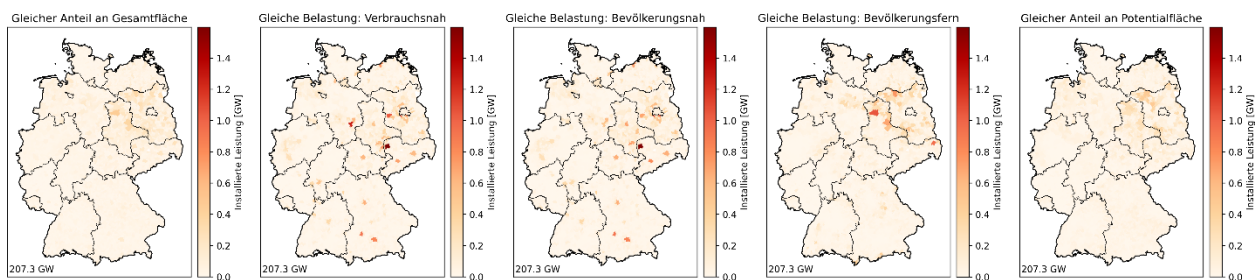 Gleicher Anteil an Gesamtfläche
1.4
1.2
1.0
0.8
0.6
0.4
0.2
0.0
Installierte Leistung [GW]
207.3 GW
Gleiche Belastung: Verbrauchsnah
1.4
1.2
1.0
0.8
0.6
0.4
0.2
0.0
Installierte Leistung [GW]
207.3 GW
Gleiche Belastung: Bevölkerungsnah
1.4
1.2
1.0
0.8
0.6
0.4
0.2
0.0
Installierte Leistung [GW]
207.3 GW
Gleiche Belastung: Bevölkerungsfern
1.4
1.2
1.0
0.8
0.6
0.4
0.2
0.0
Installierte Leistung [GW]
207.3 GW
Gleicher Anteil an Potentialfläche
1.4
1.2
1.0
0.8
0.6
0.4
0.2
0.0
Installierte Leistung [GW]
207.3 GW